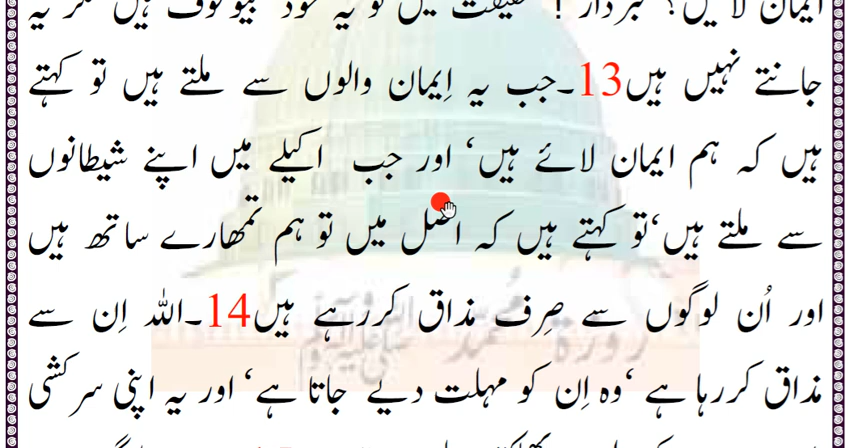 ایمان لائیں؟ خبردار! حقیقت میں تو یہ خود بیوقوف ہیں مگر یہ
جانتے نہیں ہیں13۔جب یہ اِیمان والوں سے ملتے ہیں تو کہتے
ہیں کہ ہم ایمان لائے ہیں‘ اور جب اکیلے میں اپنے شیطانوں
سے ملتے ہیں‘تو کہتے ہیں کہ اصل میں تو ہم تمھارے ساتھ ہیں
اور اُن لوگوں سے صِرف مذاق کررہے ہیں14۔اللہ اِن سے
مذاق کررہا ہے ‘وہ اِن کو مہلت دیے جاتا ہے‘ اور یہ اپنی سرکشی